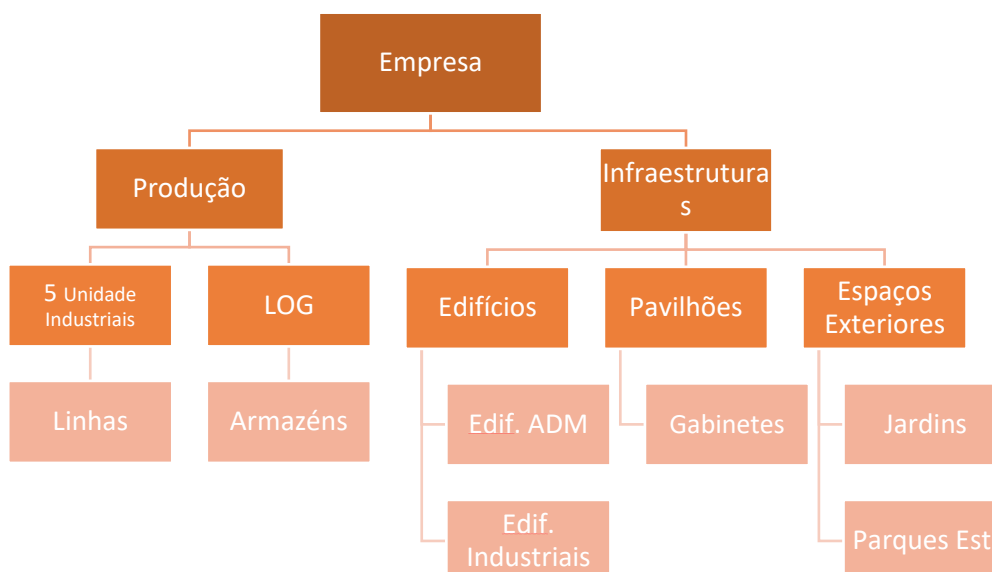 Empresa
Produção
Infraestrutura
s
5 Unidade
Industriais
LOG
Edifícios
Pavilhões
Espaços
Exteriores
Linhas
Armazéns
Edif. ADM
Gabinetes
Jardins
Edif.
Industriais
Parques Est